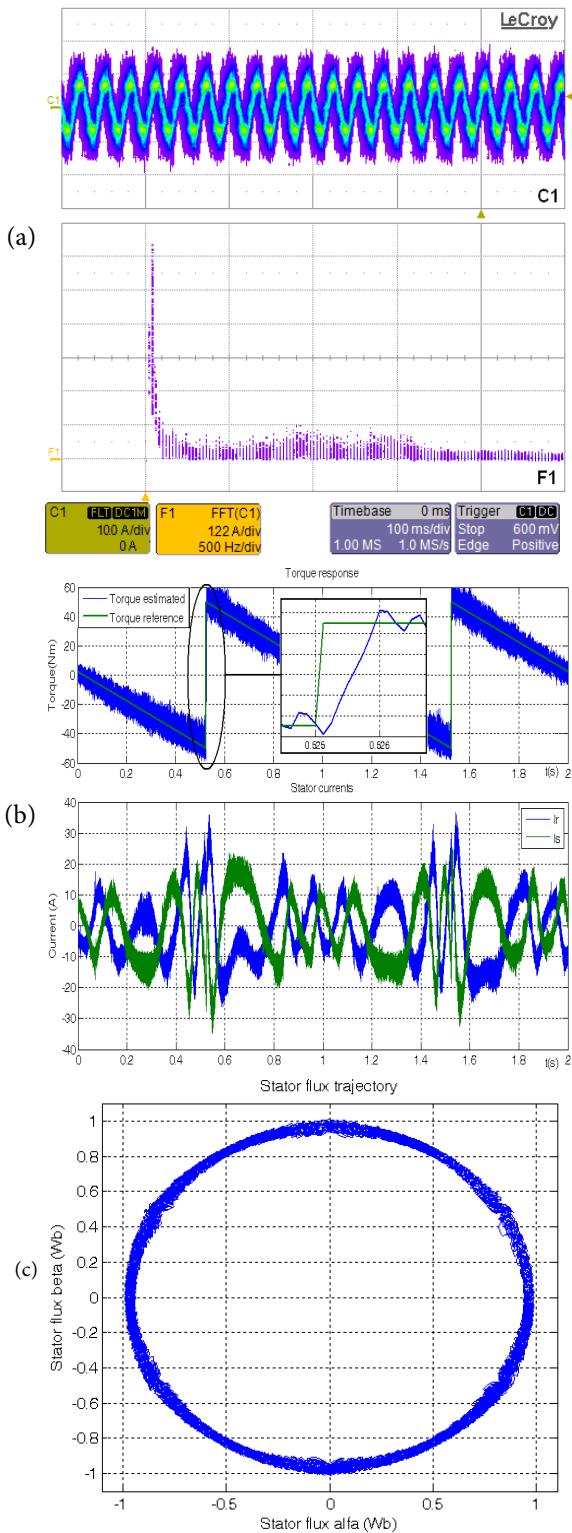 LeCroy
C1
C1
(a)
F1
F1
C1 FLT DC1M
10.0 A/div
0 A
F1 FFT(C1)
1.22 A/div
500 Hz/div
Timebase 0 ms
100 ms/div
1.00 MS 1.0 MS/s
Trigger C1 DC
Stop 600 mV
Edge Positive
Torque response
Torque estimated
Torque reference
Torque(Nm)
60
40
20
0
-20
-40
-60
0.525 0.526
0 0.2 0.4 0.6 0.8 1 1.2 1.4 1.6 1.8 2
t(s)
Stator currents
(b)
Ir
Is
Current (A)
40
30
20
10
0
-10
-20
-30
-40
0 0.2 0.4 0.6 0.8 1 1.2 1.4 1.6 1.8 2
t(s)
Stator flux trajectory
(c)
Stator flux beta (Wb)
1
0.8
0.6
0.4
0.2
0
-0.2
-0.4
-0.6
-0.8
-1
-1 -0.5 0 0.5 1
Stator flux alfa (Wb)